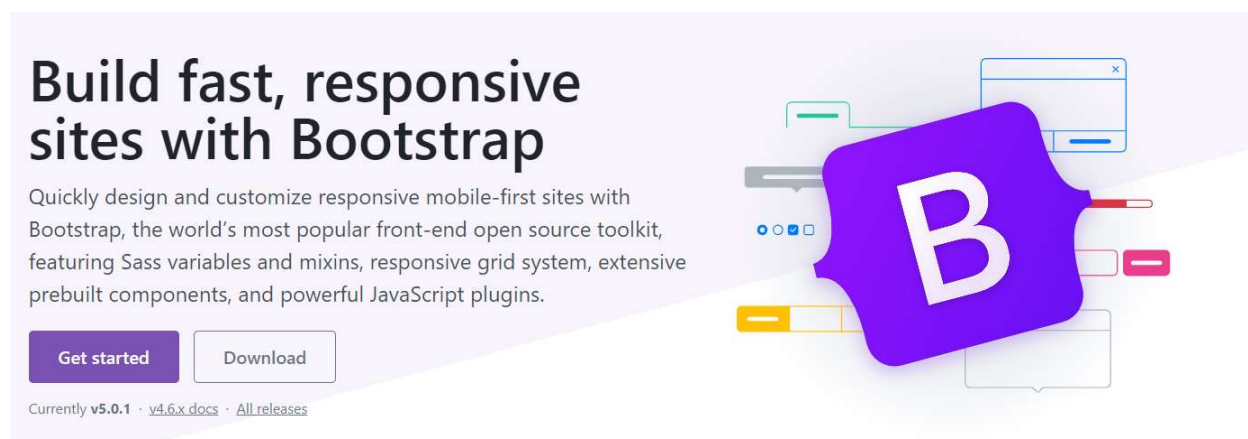 Build fast, responsive
sites with Bootstrap
Quickly design and customize responsive mobile-first sites with
Bootstrap, the world’s most popular front-end open source toolkit,
featuring Sass variables and mixins, responsive grid system, extensive
prebuilt components, and powerful JavaScript plugins.
Get started
Download
Currently v5.0.1 · v4.6.x docs · All releases
B